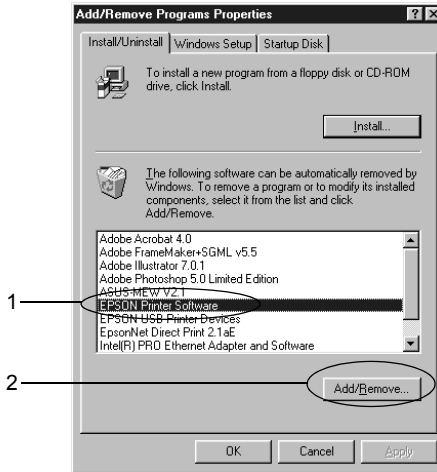 Add/Remove Programs Properties
Install/Uninstall Windows Setup Startup Disk
To install a new program from a floppy disk or CD-ROM
drive, click Install.
Install...
The following software can be automatically removed by
Windows. To remove a program or to modify its installed
components, select it from the list and click
Add/Remove.
Adobe Acrobat 4.0
Adobe FrameMaker+SGML v5.5
Adobe Illustrator 7.0.1
Adobe Photoshop 5.0 Limited Edition
ASUS-MEW V2.1
1
EPSON Printer Software
EPSON USB Printer Devices
EpsonNet Direct Print 2.1aE
Intel(R) PRO Ethernet Adapter and Software
2
Add/Remove...
OK Cancel Apply